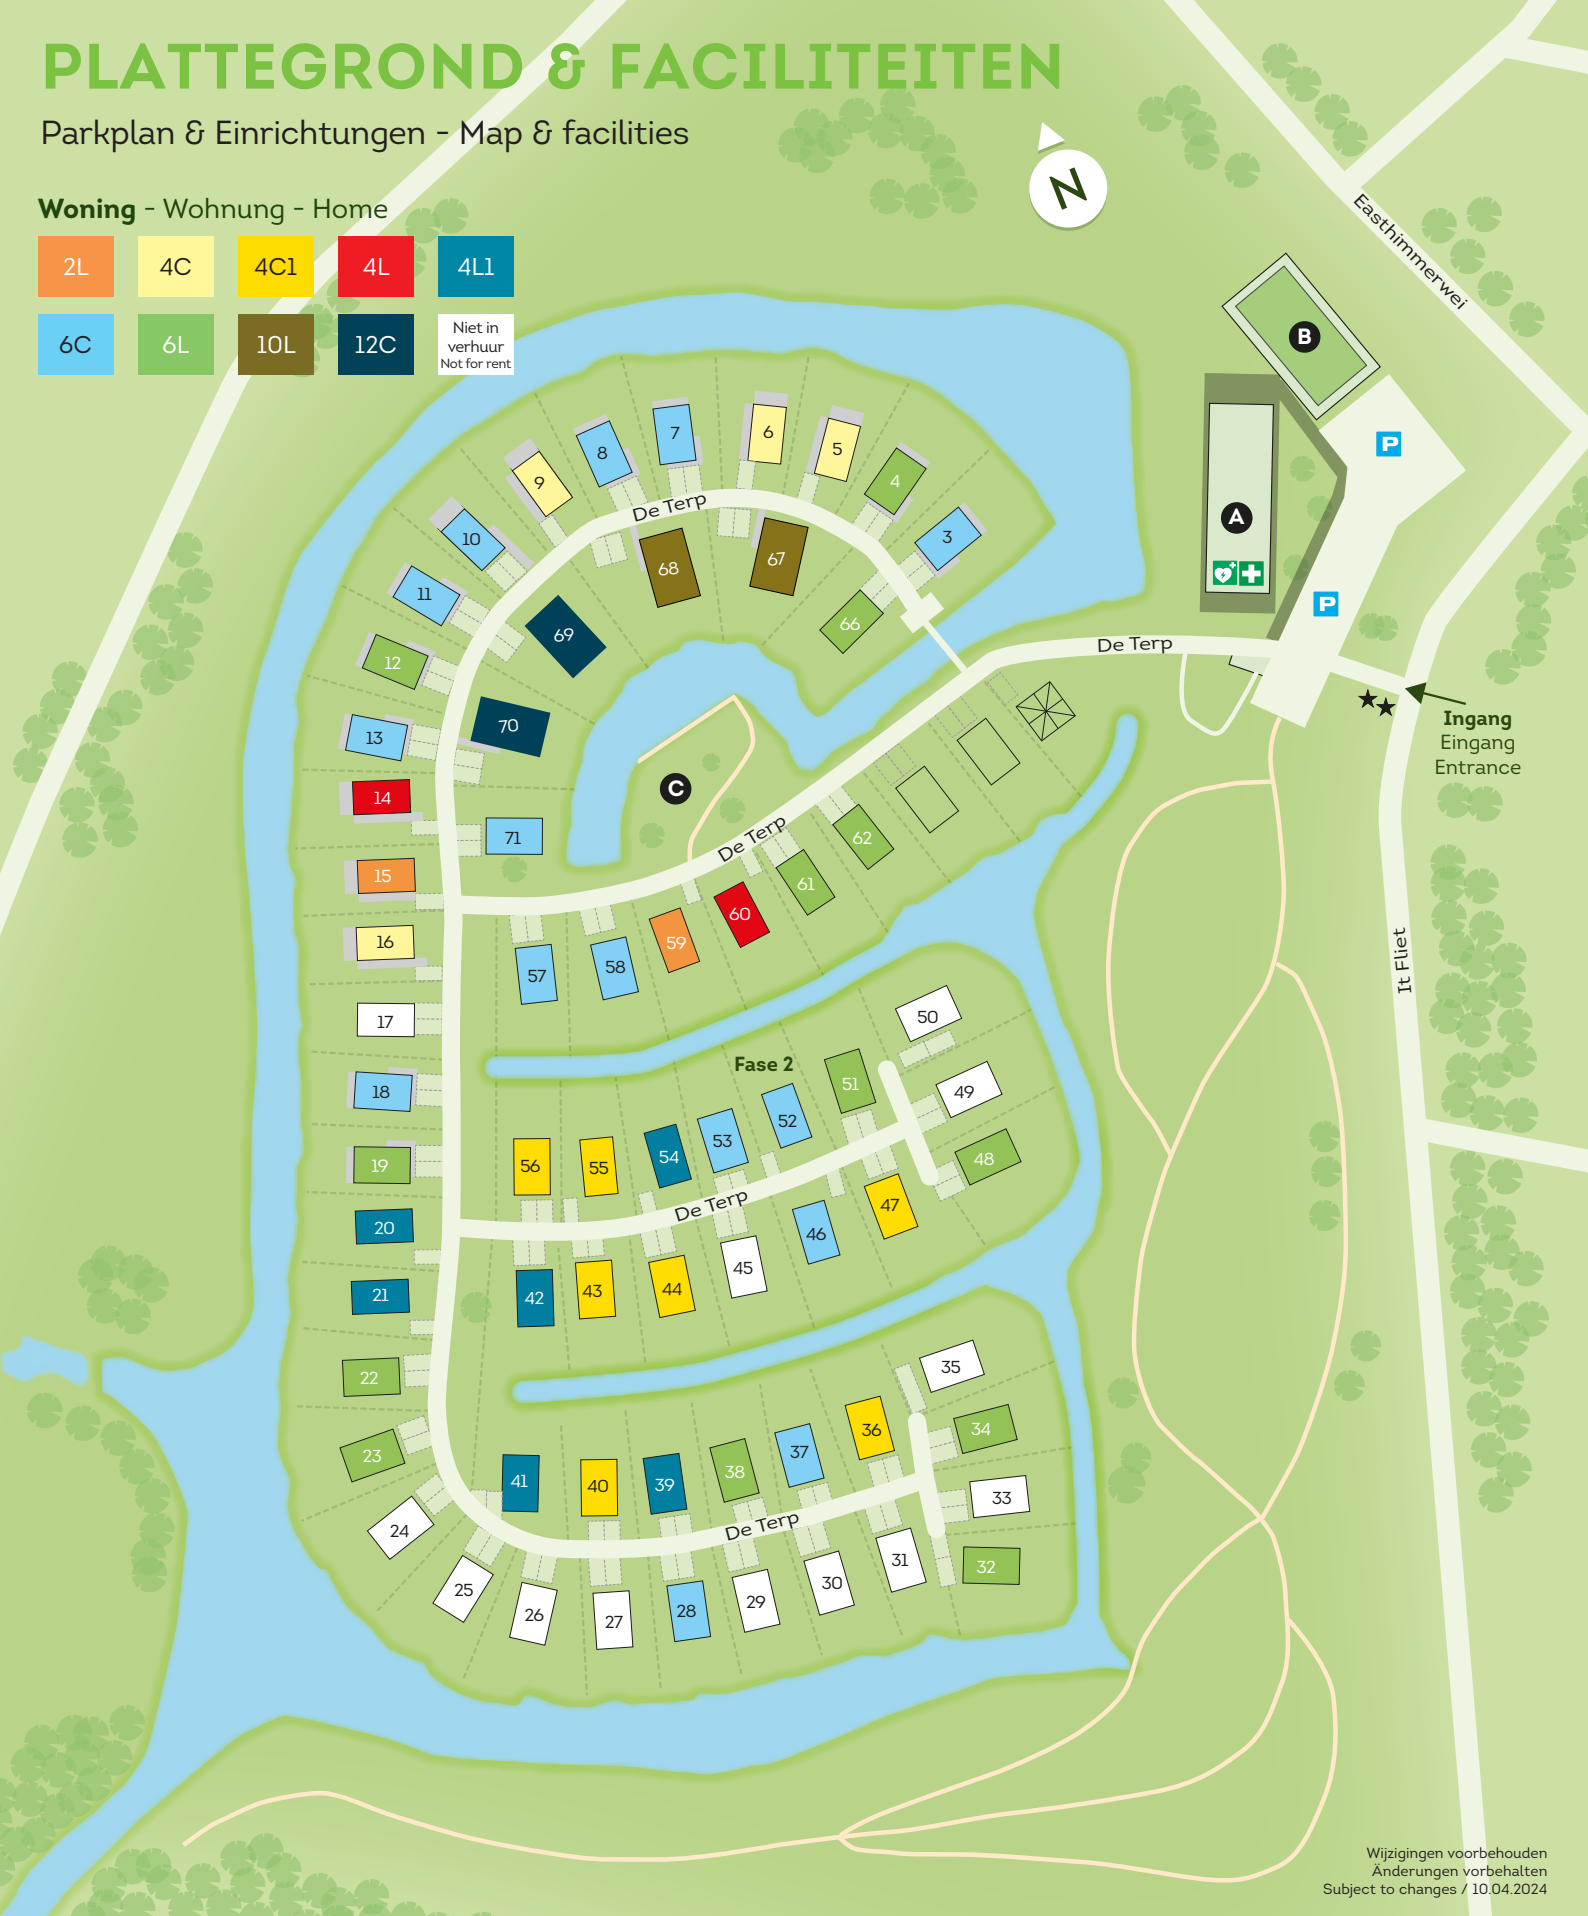 PLATTEGROND & FACILITEITEN
Parkplan & Einrichtungen - Map & facilities
Woning - Wohnung - Home
2L
4C
4C1
4L
4L1
6C
6L
10L
12C
Niet in
verhuur
Not for rent
N
Easthimmerwei
B
P
A
P
De Terp
Ingang
Eingang
Entrance
It Fliet
De Terp
3
4
5
6
7
8
9
10
11
12
13
14
15
16
17
18
19
20
21
22
23
24
25
26
27
28
29
30
31
32
33
34
35
36
37
38
39
40
41
De Terp
42
43
44
45
46
47
48
49
50
51
52
53
54
55
56
De Terp
Fase 2
57
58
59
60
61
62
De Terp
C
66
67
68
69
70
71
Wijzigingen voorbehouden
Änderungen vorbehalten
Subject to changes / 10.04.2024